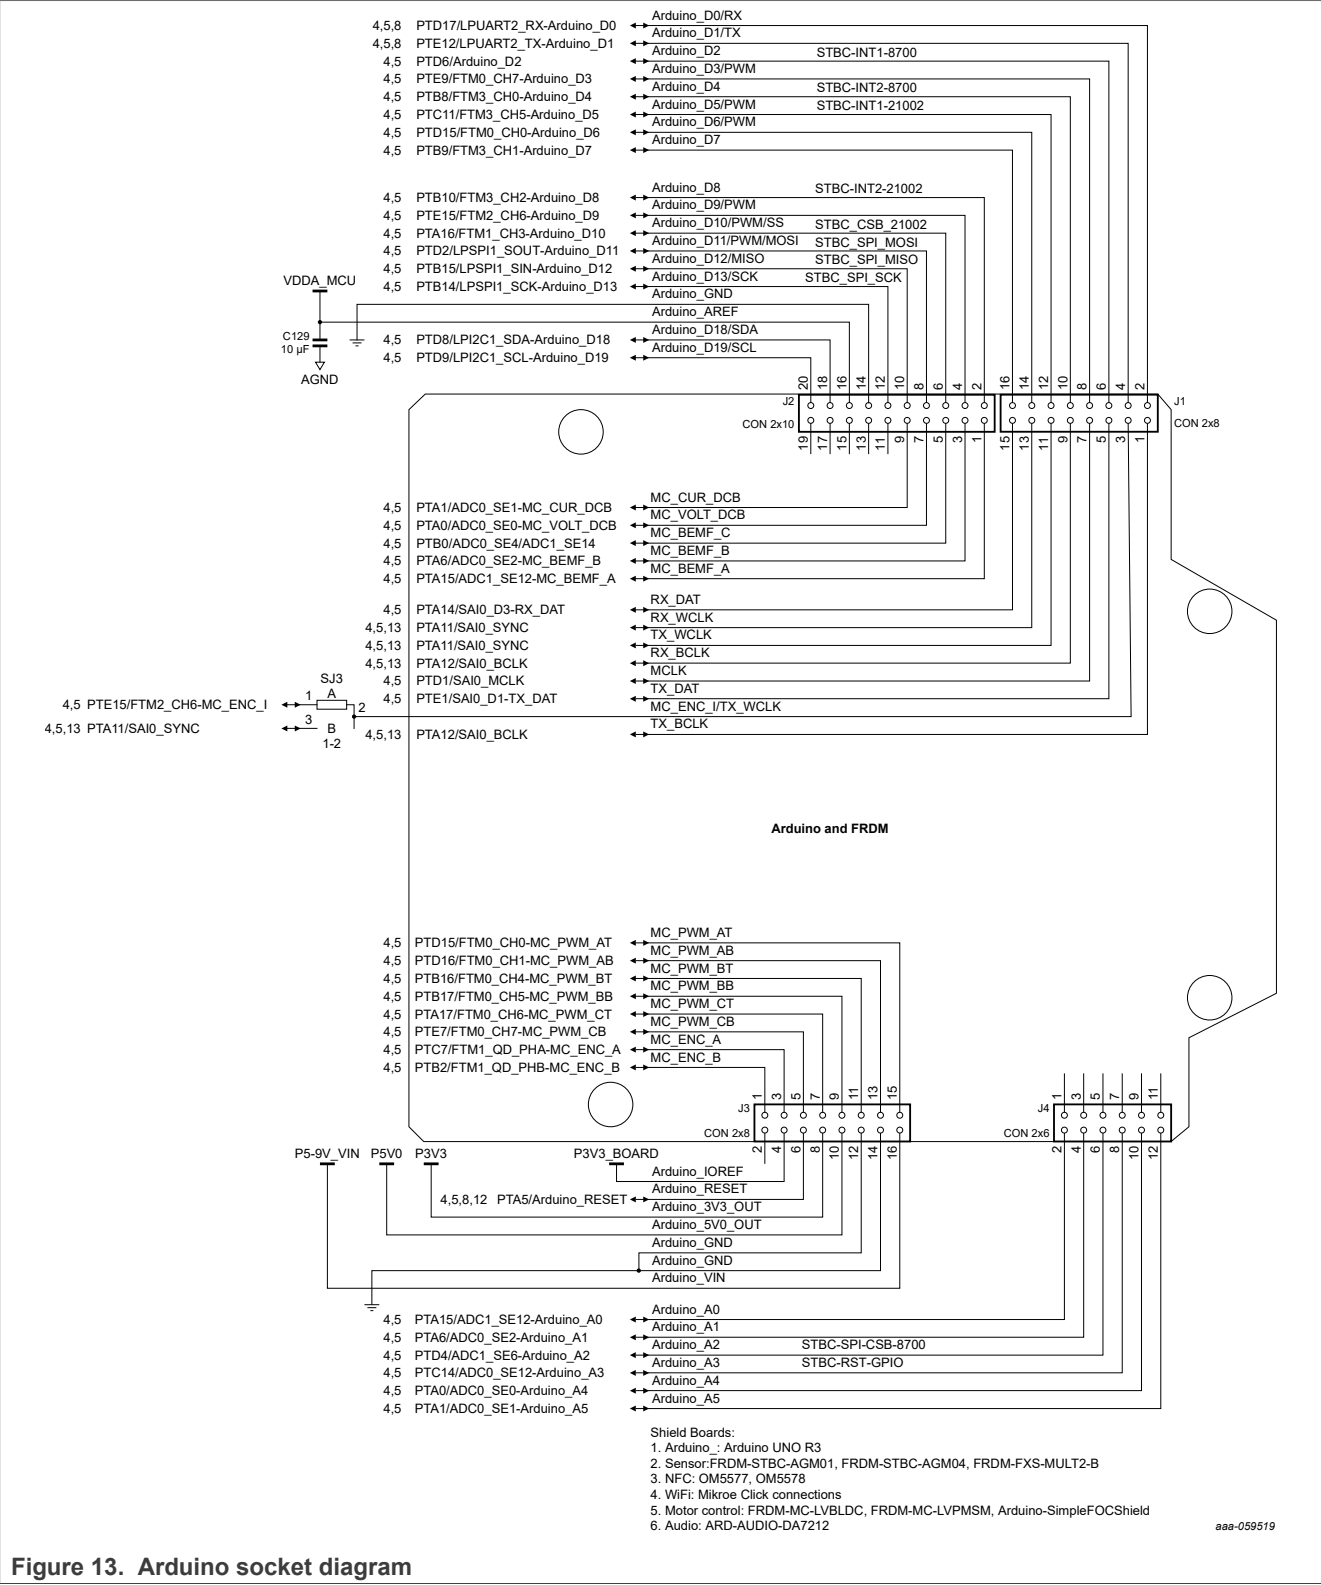 4,5,8 PTD17/LPUART2_RX-Arduino_D0 Arduino_D0/RX
4,5,8 PTE12/LPUART2_TX-Arduino_D1 Arduino_D1/TX
4,5 PTD6/Arduino_D2 Arduino_D2 STBC-INT1-8700
4,5 PTE9/FTM0_CH7-Arduino_D3 Arduino_D3/PWM
4,5 PTB8/FTM3_CH0-Arduino_D4 Arduino_D4 STBC-INT2-8700
4,5 PTC11/FTM3_CH5-Arduino_D5 Arduino_D5/PWM STBC-INT1-21002
4,5 PTD15/FTM0_CH0-Arduino_D6 Arduino_D6/PWM
4,5 PTB9/FTM3_CH1-Arduino_D7 Arduino_D7
4,5 PTB10/FTM3_CH2-Arduino_D8 Arduino_D8 STBC-INT2-21002
4,5 PTE15/FTM2_CH6-Arduino_D9 Arduino_D9/PWM
4,5 PTA16/FTM1_CH3-Arduino_D10 Arduino_D10/PWM/SS STBC_CSB_21002
4,5 PTD2/LPSPI1_SOUT-Arduino_D11 Arduino_D11/PWM/MOSI STBC_SPI_MOSI
4,5 PTB15/LPSPI1_SIN-Arduino_D12 Arduino_D12/MISO STBC_SPI_MISO
4,5 PTB14/LPSPI1_SCK-Arduino_D13 Arduino_D13/SCK STBC_SPI_SCK
VDDA_MCU
Arduino_GND
Arduino_AREF
C129
10 µF
AGND
4,5 PTD8/LPI2C1_SDA-Arduino_D18 Arduino_D18/SDA
4,5 PTD9/LPI2C1_SCL-Arduino_D19 Arduino_D19/SCL
20 18 16 14 12 10 8 6 4 2 16 14 12 10 8 6 4 2
J2 J1
CON 2x10 CON 2x8
19 17 15 13 11 9 7 5 3 1 15 13 11 9 7 5 3 1
4,5 PTA1/ADC0_SE1-MC_CUR_DCB MC_CUR_DCB
4,5 PTA0/ADC0_SE0-MC_VOLT_DCB MC_VOLT_DCB
4,5 PTB0/ADC0_SE4/ADC1_SE14 MC_BEMF_C
4,5 PTA6/ADC0_SE2-MC_BEMF_B MC_BEMF_B
4,5 PTA15/ADC1_SE12-MC_BEMF_A MC_BEMF_A
4,5 PTA14/SAI0_D3-RX_DAT RX_DAT
4,5,13 PTA11/SAI0_SYNC RX_WCLK
4,5,13 PTA11/SAI0_SYNC TX_WCLK
4,5,13 PTA12/SAI0_BCLK RX_BCLK
4,5 PTD1/SAI0_MCLK MCLK
4,5 PTE1/SAI0_D1-TX_DAT TX_DAT
SJ3
4,5 PTE15/FTM2_CH6-MC_ENC_I 1 A 2 MC_ENC_I/TX_WCLK
4,5,13 PTA11/SAI0_SYNC 3 B
1-2
4,5,13 PTA12/SAI0_BCLK TX_BCLK
Arduino and FRDM
4,5 PTD15/FTM0_CH0-MC_PWM_AT MC_PWM_AT
4,5 PTD16/FTM0_CH1-MC_PWM_AB MC_PWM_AB
4,5 PTB16/FTM0_CH4-MC_PWM_BT MC_PWM_BT
4,5 PTB17/FTM0_CH5-MC_PWM_BB MC_PWM_BB
4,5 PTA17/FTM0_CH6-MC_PWM_CT MC_PWM_CT
4,5 PTE7/FTM0_CH7-MC_PWM_CB MC_PWM_CB
4,5 PTC7/FTM1_QD_PHA-MC_ENC_A MC_ENC_A
4,5 PTB2/FTM1_QD_PHB-MC_ENC_B MC_ENC_B
1 3 5 7 9 11 13 15 1 3 5 7 9 11
J3 J4
CON 2x8 CON 2x6
2 4 6 8 10 12 14 16 2 4 6 8 10 12
P5-9V_VIN P5V0 P3V3 P3V3_BOARD
Arduino_IOREF
4,5,8,12 PTA5/Arduino_RESET Arduino_RESET
Arduino_3V3_OUT
Arduino_5V0_OUT
Arduino_GND
Arduino_GND
Arduino_VIN
4,5 PTA15/ADC1_SE12-Arduino_A0 Arduino_A0
4,5 PTA6/ADC0_SE2-Arduino_A1 Arduino_A1
4,5 PTD4/ADC1_SE6-Arduino_A2 Arduino_A2 STBC-SPI-CSB-8700
4,5 PTC14/ADC0_SE12-Arduino_A3 Arduino_A3 STBC-RST-GPIO
4,5 PTA0/ADC0_SE0-Arduino_A4 Arduino_A4
4,5 PTA1/ADC0_SE1-Arduino_A5 Arduino_A5
Shield Boards:
1. Arduino_: Arduino UNO R3
2. Sensor:FRDM-STBC-AGM01, FRDM-STBC-AGM04, FRDM-FXS-MULT2-B
3. NFC: OM5577, OM5578
4. WiFi: Mikroe Click connections
5. Motor control: FRDM-MC-LVBLDC, FRDM-MC-LVPMSM, Arduino-SimpleFOCShield
6. Audio: ARD-AUDIO-DA7212
aaa-059519
Figure 13. Arduino socket diagram